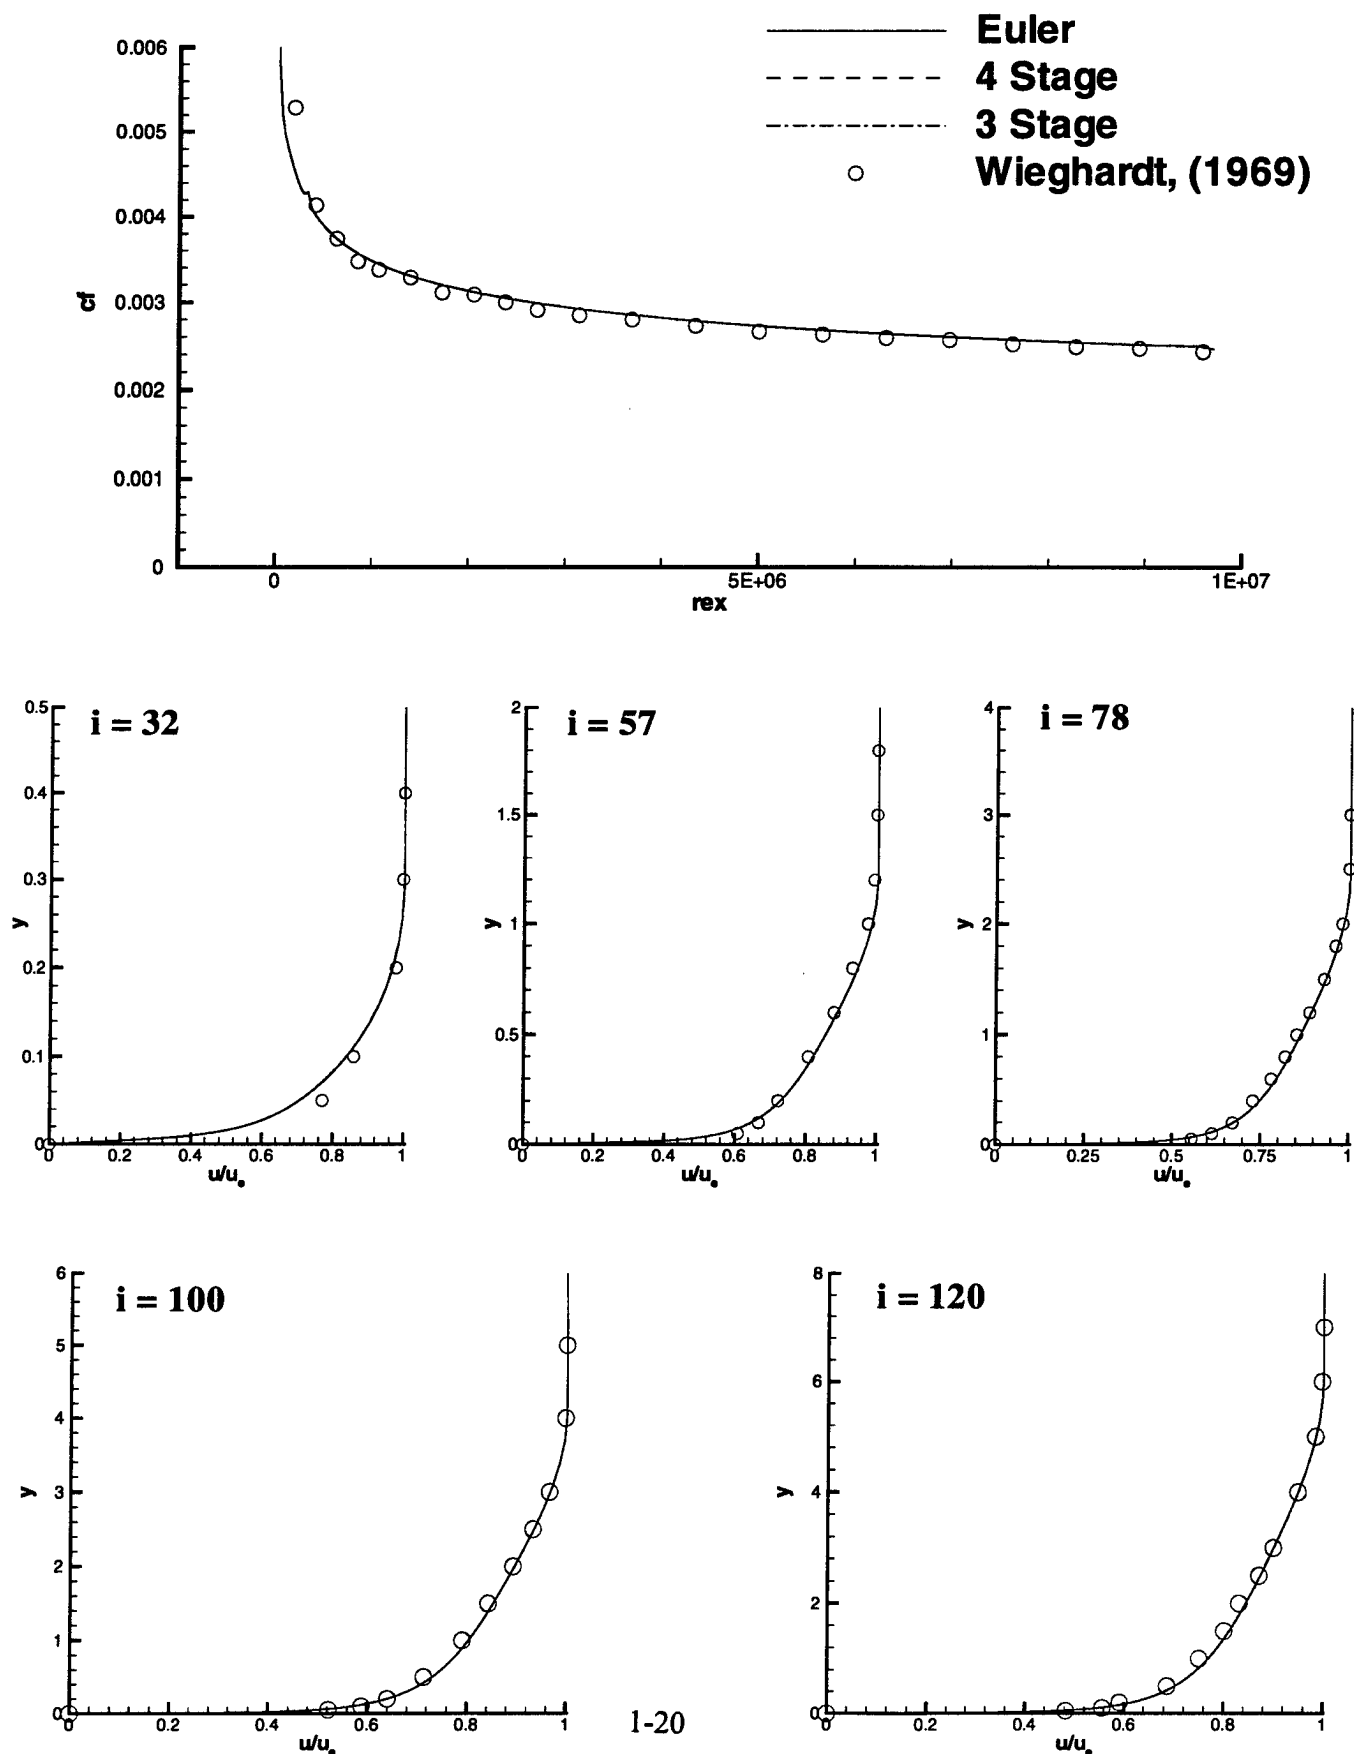 Euler
4 Stage
3 Stage
Wieghardt, (1969)
0.006
0.005
0.004
0.003
0.002
0.001
0
cf
0 5E+06 1E+07
rex
i = 32
0.5
0.4
0.3
0.2
0.1
0
y
0 0.2 0.4 0.6 0.8 1
u/u
i = 57
2
1.5
1
0.5
0
y
0 0.2 0.4 0.6 0.8 1
u/u
i = 78
4
3
2
1
0
y
0 0.25 0.5 0.75 1
u/u
i = 100
6
5
4
3
2
1
0
y
0 0.2 0.4 0.6 0.8 1
u/u
i = 120
8
6
4
2
0
y
0 0.2 0.4 0.6 0.8 1
u/u
1-20